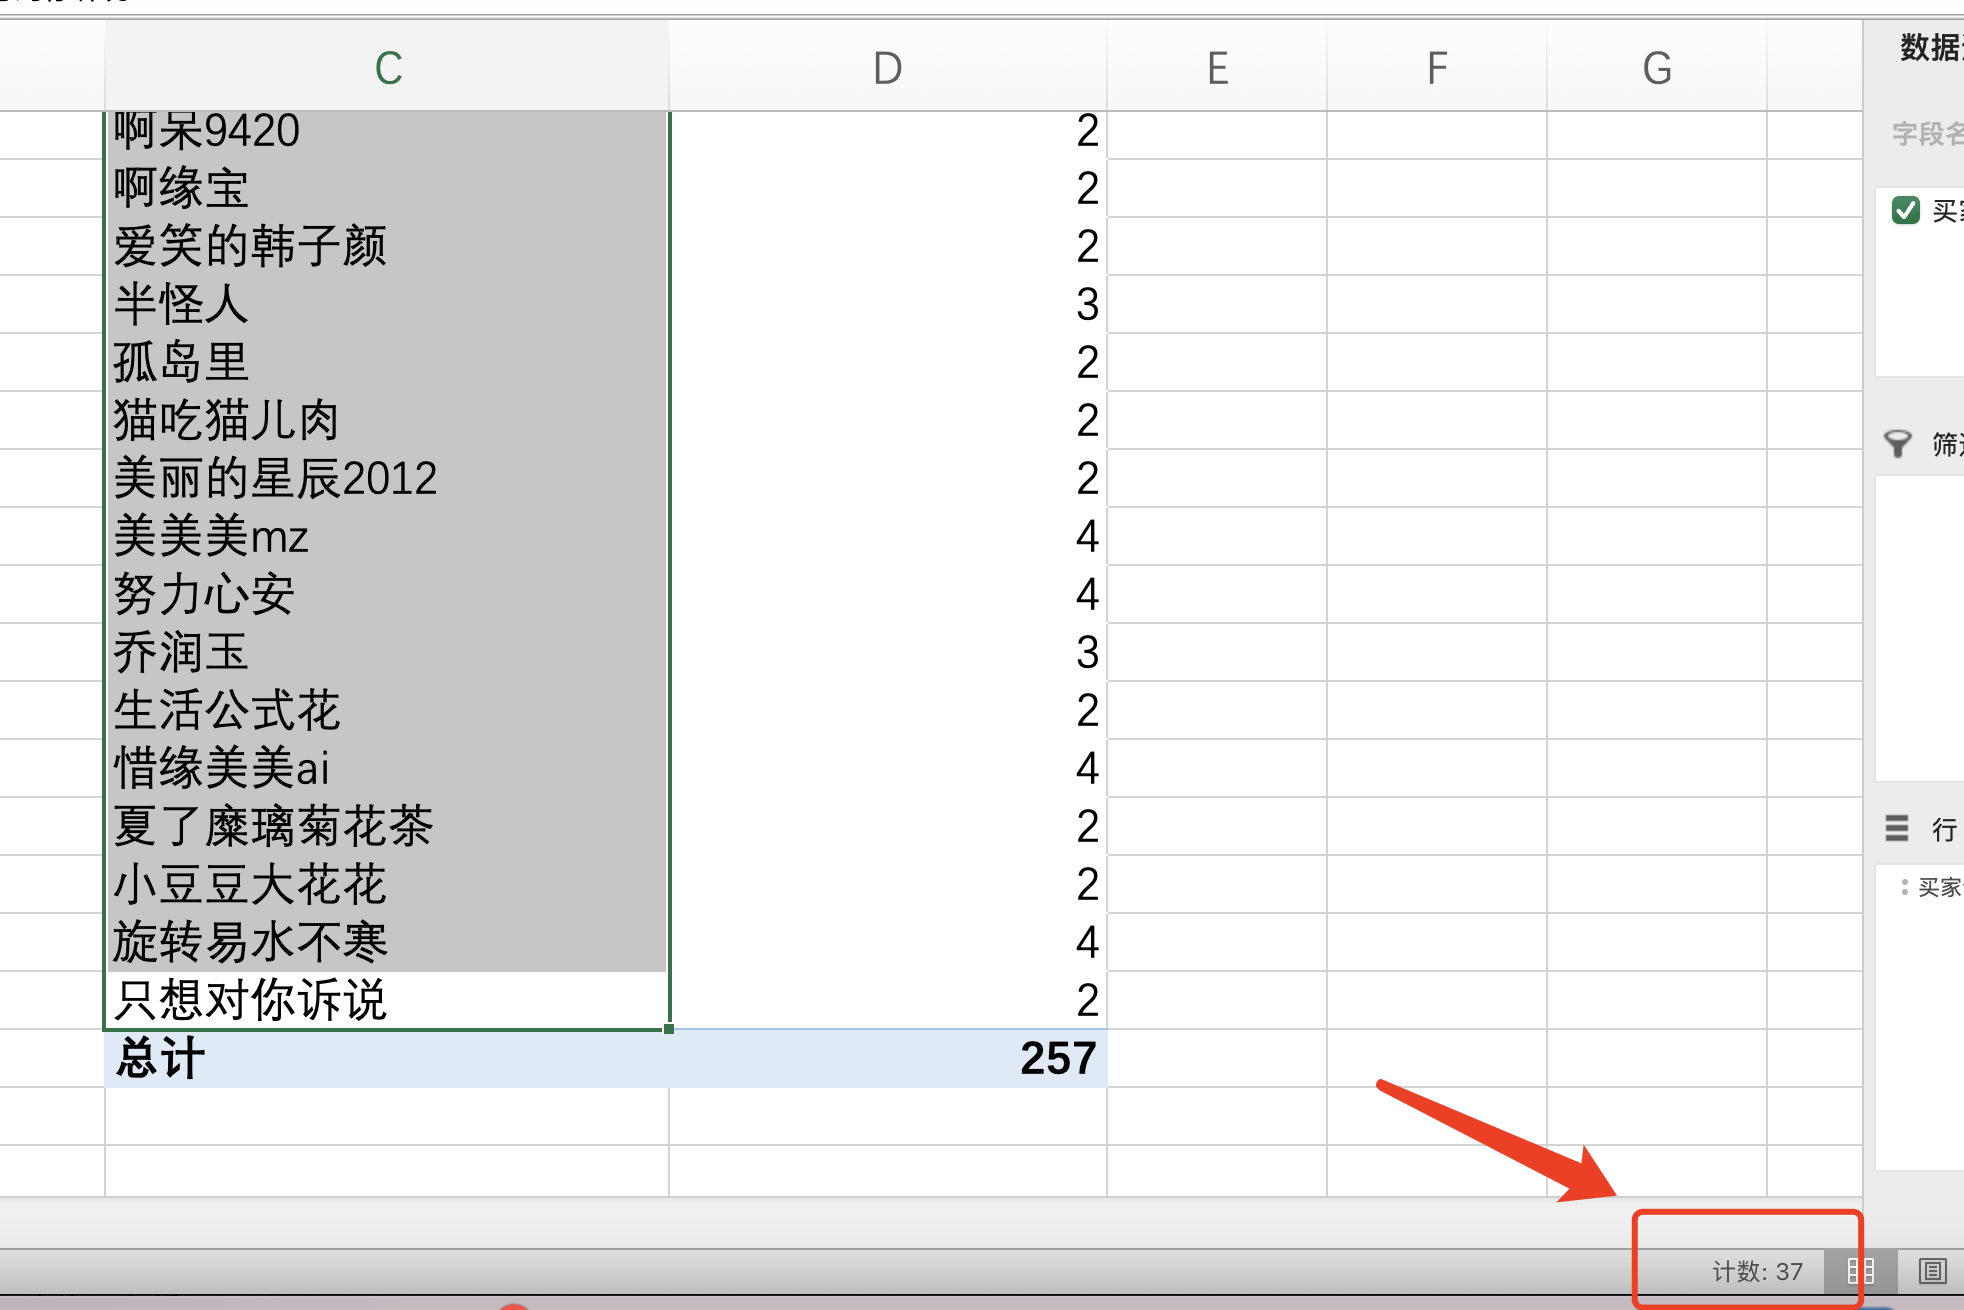 C D E F G
数据
字段名
啊呆9420 2
啊缘宝 2
买家
爱笑的韩子颜 2
半怪人 3
孤岛里 2
猫吃猫儿肉 2
筛选
美丽的星辰2012 2
美美美mz 4
努力心安 4
乔润玉 3
生活公式花 2
惜缘美美ai 4
夏了糜璃菊花茶 2
行
小豆豆大花花 2
买家
旋转易水不寒 4
只想对你诉说 2
总计 257
计数: 37